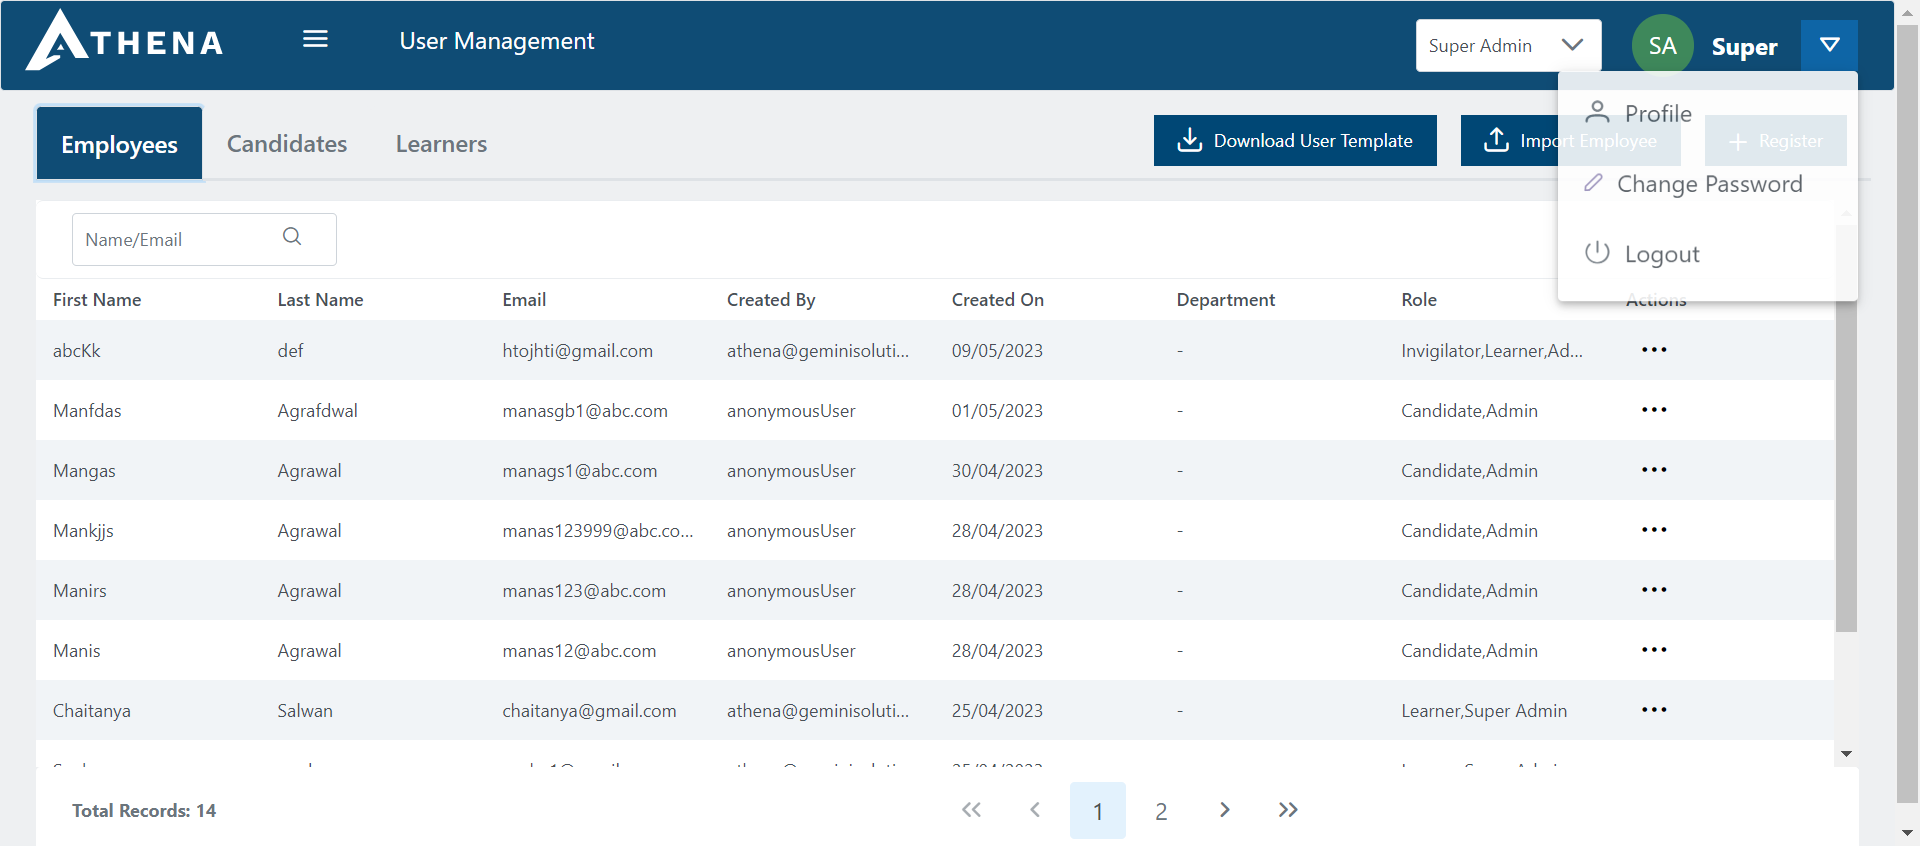 ATHENA
User Management
Super Admin
SA
Super
Profile
Change Password
Logout
Employees
Candidates
Learners
Download User Template
Import Employee
Register
Name/Email
First Name Last Name Email Created By Created On Department Role Actions
abcKk def htojhti@gmail.com athena@geminisoluti... 09/05/2023 - Invigilator,Learner,Ad...
Manfdas Agrafdwal manasgb1@abc.com anonymousUser 01/05/2023 - Candidate,Admin
Mangas Agrawal manags1@abc.com anonymousUser 30/04/2023 - Candidate,Admin
Mankjjs Agrawal manas123999@abc.co... anonymousUser 28/04/2023 - Candidate,Admin
Manirs Agrawal manas123@abc.com anonymousUser 28/04/2023 - Candidate,Admin
Manis Agrawal manas12@abc.com anonymousUser 28/04/2023 - Candidate,Admin
Chaitanya Salwan chaitanya@gmail.com athena@geminisoluti... 25/04/2023 - Learner,Super Admin
Total Records: 14
1 2